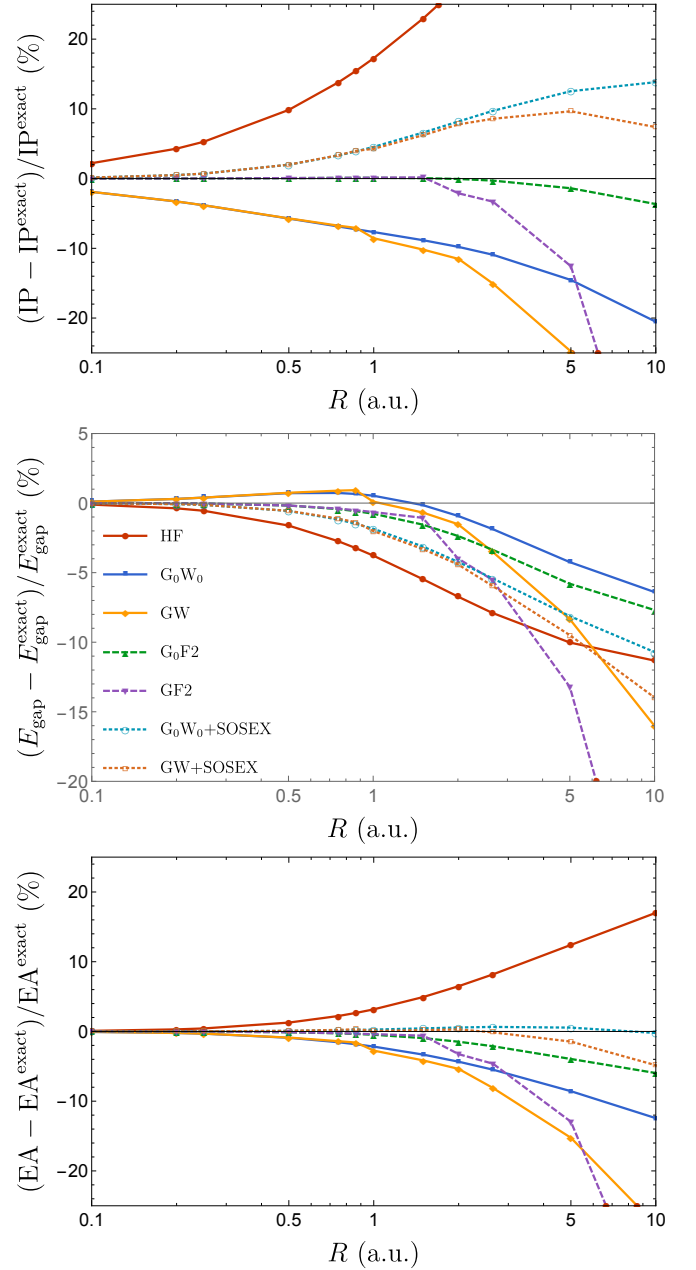 (IP − IP^exact)/IP^exact (%)
20
10
0
−10
−20
0.1 0.5 1 5 10
R (a.u.)
(E_gap − E_gap^exact)/E_gap^exact (%)
5
0
−5
−10
−15
−20
HF
G₀W₀
GW
G₀F2
GF2
G₀W₀+SOSEX
GW+SOSEX
0.1 0.5 1 5 10
R (a.u.)
(EA − EA^exact)/EA^exact (%)
20
10
0
−10
−20
0.1 0.5 1 5 10
R (a.u.)